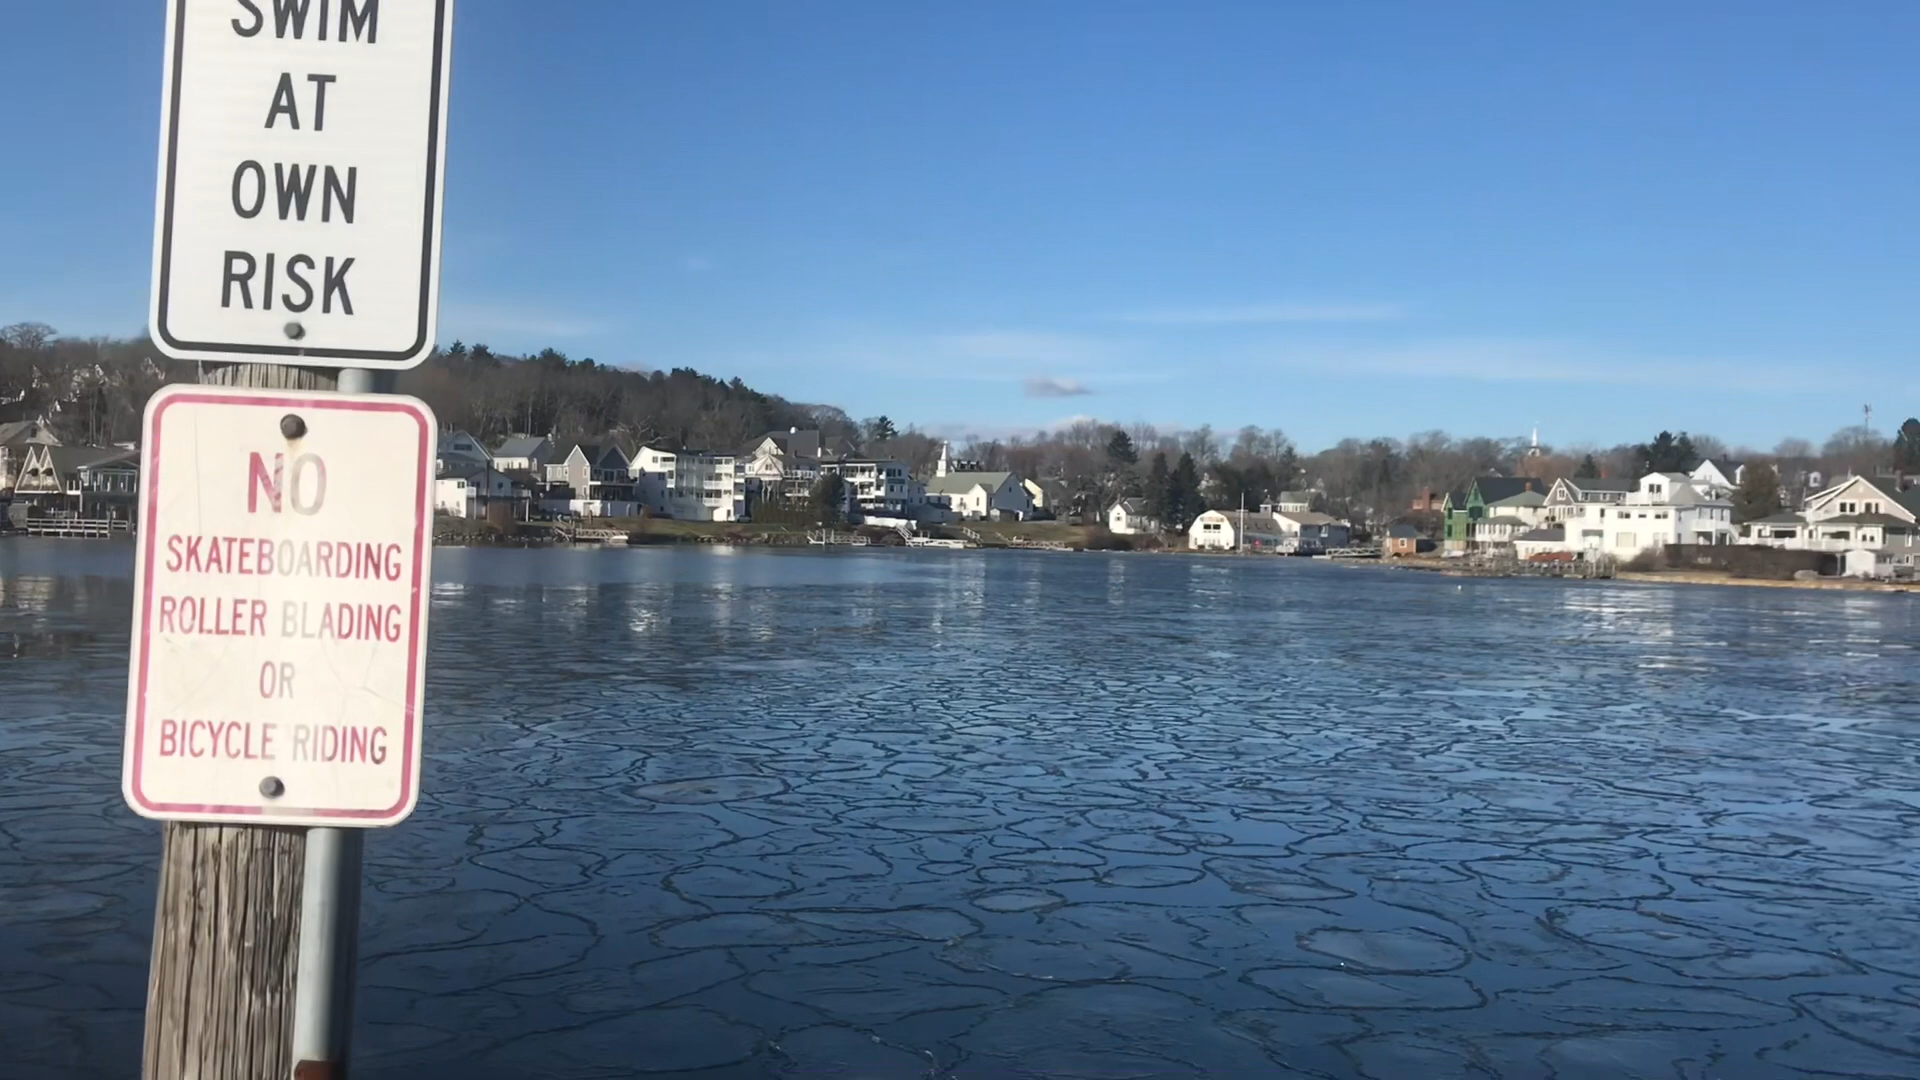 SWIM
AT
OWN
RISK
NO
SKATEBOARDING
ROLLER BLADING
OR
BICYCLE RIDING